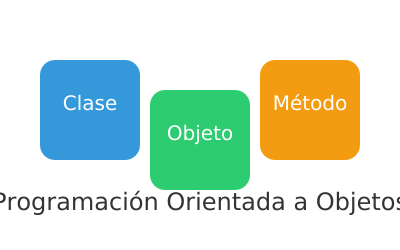 Clase
Objeto
Método
Programación Orientada a Objetos